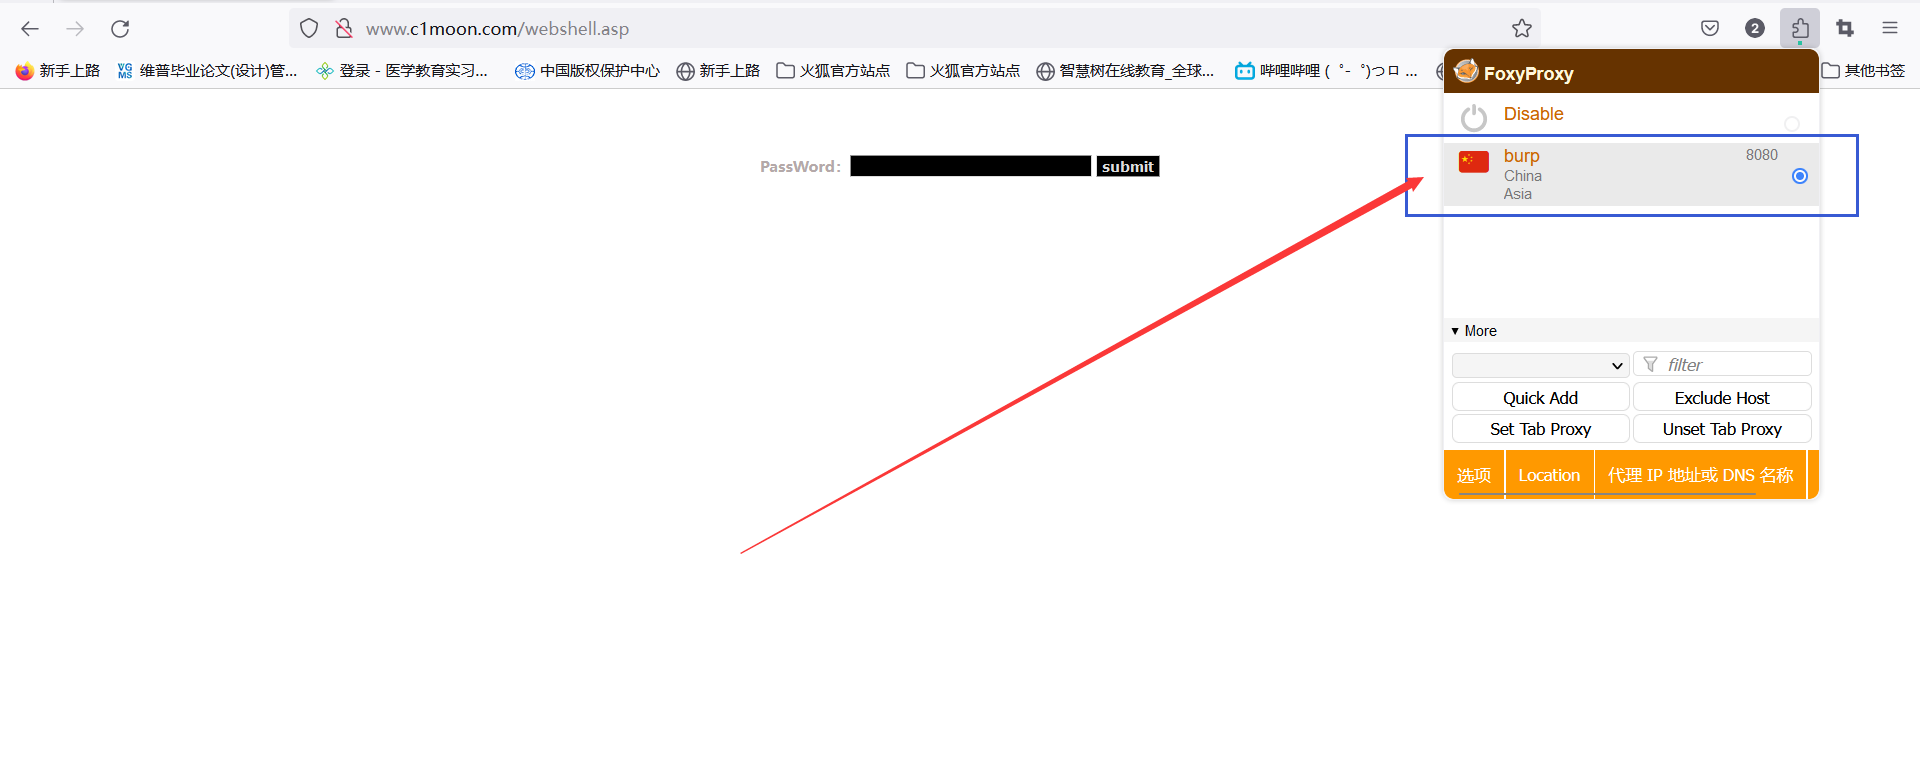 www.c1moon.com/webshell.asp
2
新手上路
维普毕业论文(设计)管...
登录 - 医学教育实习...
中国版权保护中心
新手上路
火狐官方站点
火狐官方站点
智慧树在线教育_全球...
哔哩哔哩 ( ゜- ゜)つロ ...
其他书签
PassWord:
submit
FoxyProxy
Disable
burp
8080
China
Asia
▼ More
filter
Quick Add
Exclude Host
Set Tab Proxy
Unset Tab Proxy
选项
Location
代理 IP 地址或 DNS 名称